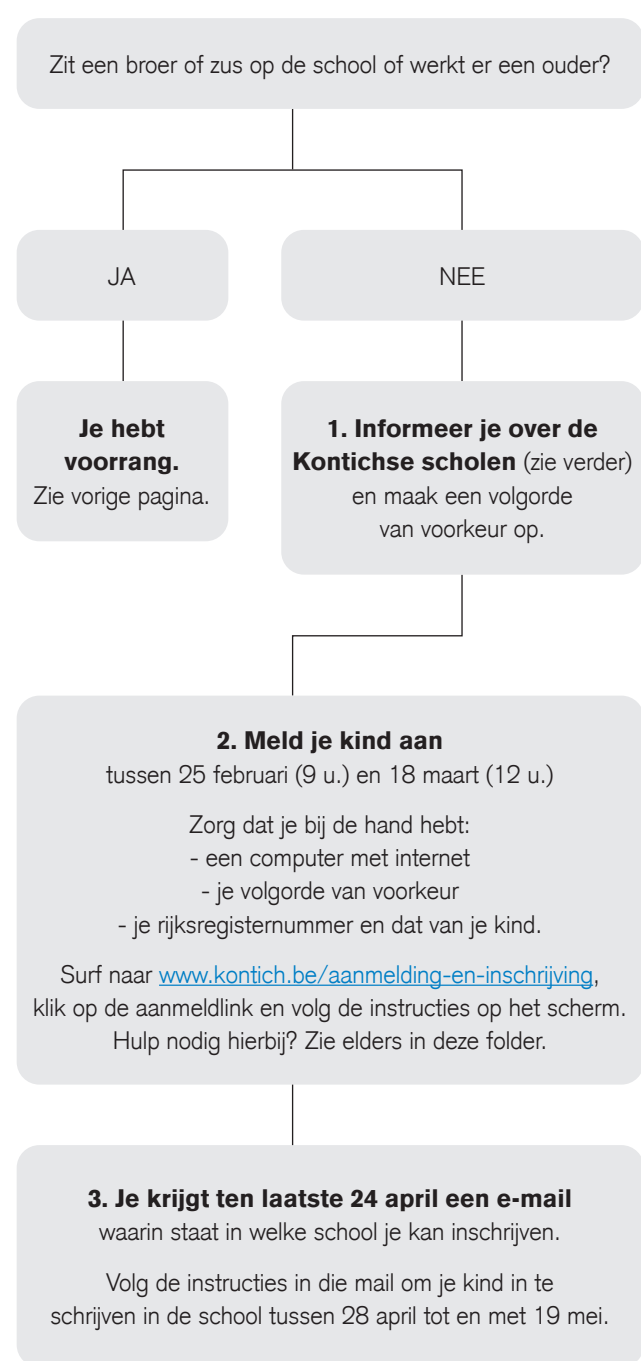 Zit een broer of zus op de school of werkt er een ouder?
JA
NEE
Je hebt
voorrang.
Zie vorige pagina.
1. Informeer je over de
Kontichse scholen (zie verder)
en maak een volgorde
van voorkeur op.
2. Meld je kind aan
tussen 25 februari (9 u.) en 18 maart (12 u.)
Zorg dat je bij de hand hebt:
- een computer met internet
- je volgorde van voorkeur
- je rijksregisternummer en dat van je kind.
Surf naar www.kontich.be/aanmelding-en-inschrijving,
klik op de aanmeldlink en volg de instructies op het scherm.
Hulp nodig hierbij? Zie elders in deze folder.
3. Je krijgt ten laatste 24 april een e-mail
waarin staat in welke school je kan inschrijven.
Volg de instructies in die mail om je kind in te
schrijven in de school tussen 28 april tot en met 19 mei.